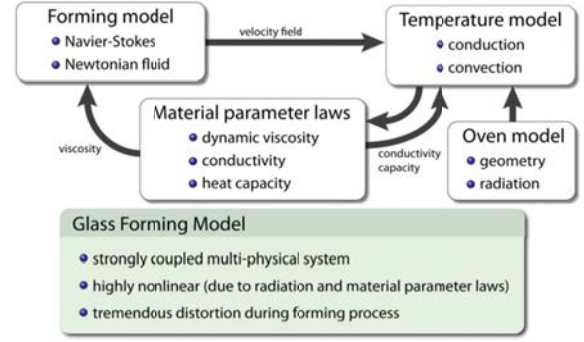 Forming model
Navier-Stokes
Newtonian fluid
velocity field
Temperature model
conduction
convection
Material parameter laws
dynamic viscosity
conductivity
heat capacity
viscosity
conductivity
capacity
Oven model
geometry
radiation
Glass Forming Model
strongly coupled multi-physical system
highly nonlinear (due to radiation and material parameter laws)
tremendous distortion during forming process